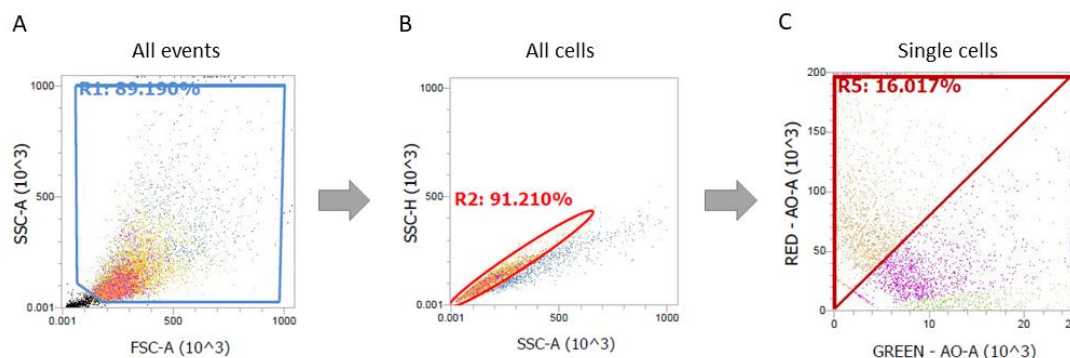 A
All events
R1: 89.190%
1000
500
0.001
0.001
500
1000
SSC-A (10^3)
FSC-A (10^3)
B
All cells
R2: 91.210%
1000
500
0.001
0.001
500
1000
SSC-H (10^3)
SSC-A (10^3)
C
Single cells
R5: 16.017%
200
150
100
50
0
0
10
20
RED - AO-A (10^3)
GREEN - AO-A (10^3)